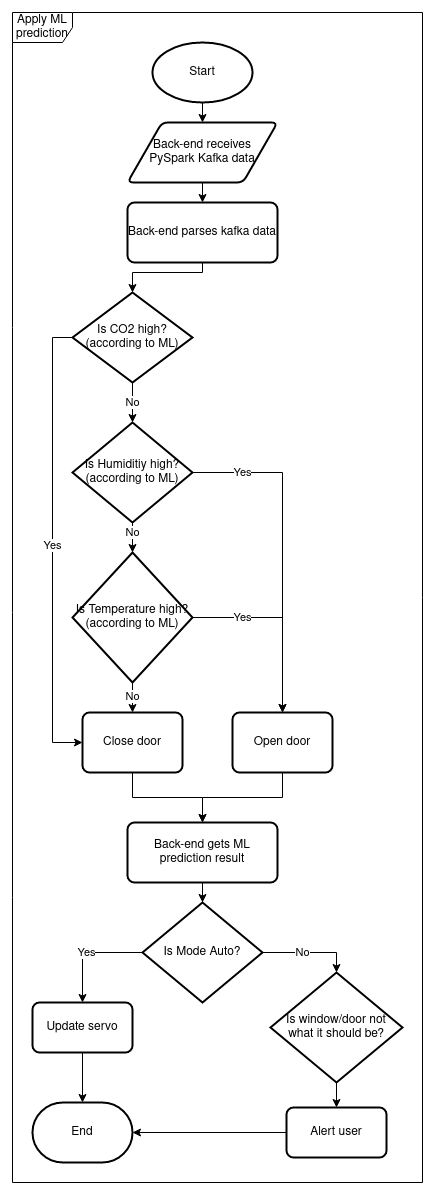 Apply ML
prediction
Start
Back-end receives
PySpark Kafka data
Back-end parses kafka data
Is CO2 high?
(according to ML)
No
Is Humiditiy high?
(according to ML)
Yes
No
Yes
Is Temperature high?
(according to ML)
Yes
No
Close door
Open door
Back-end gets ML
prediction result
Is Mode Auto?
Yes
No
Update servo
Is window/door not
what it should be?
End
Alert user